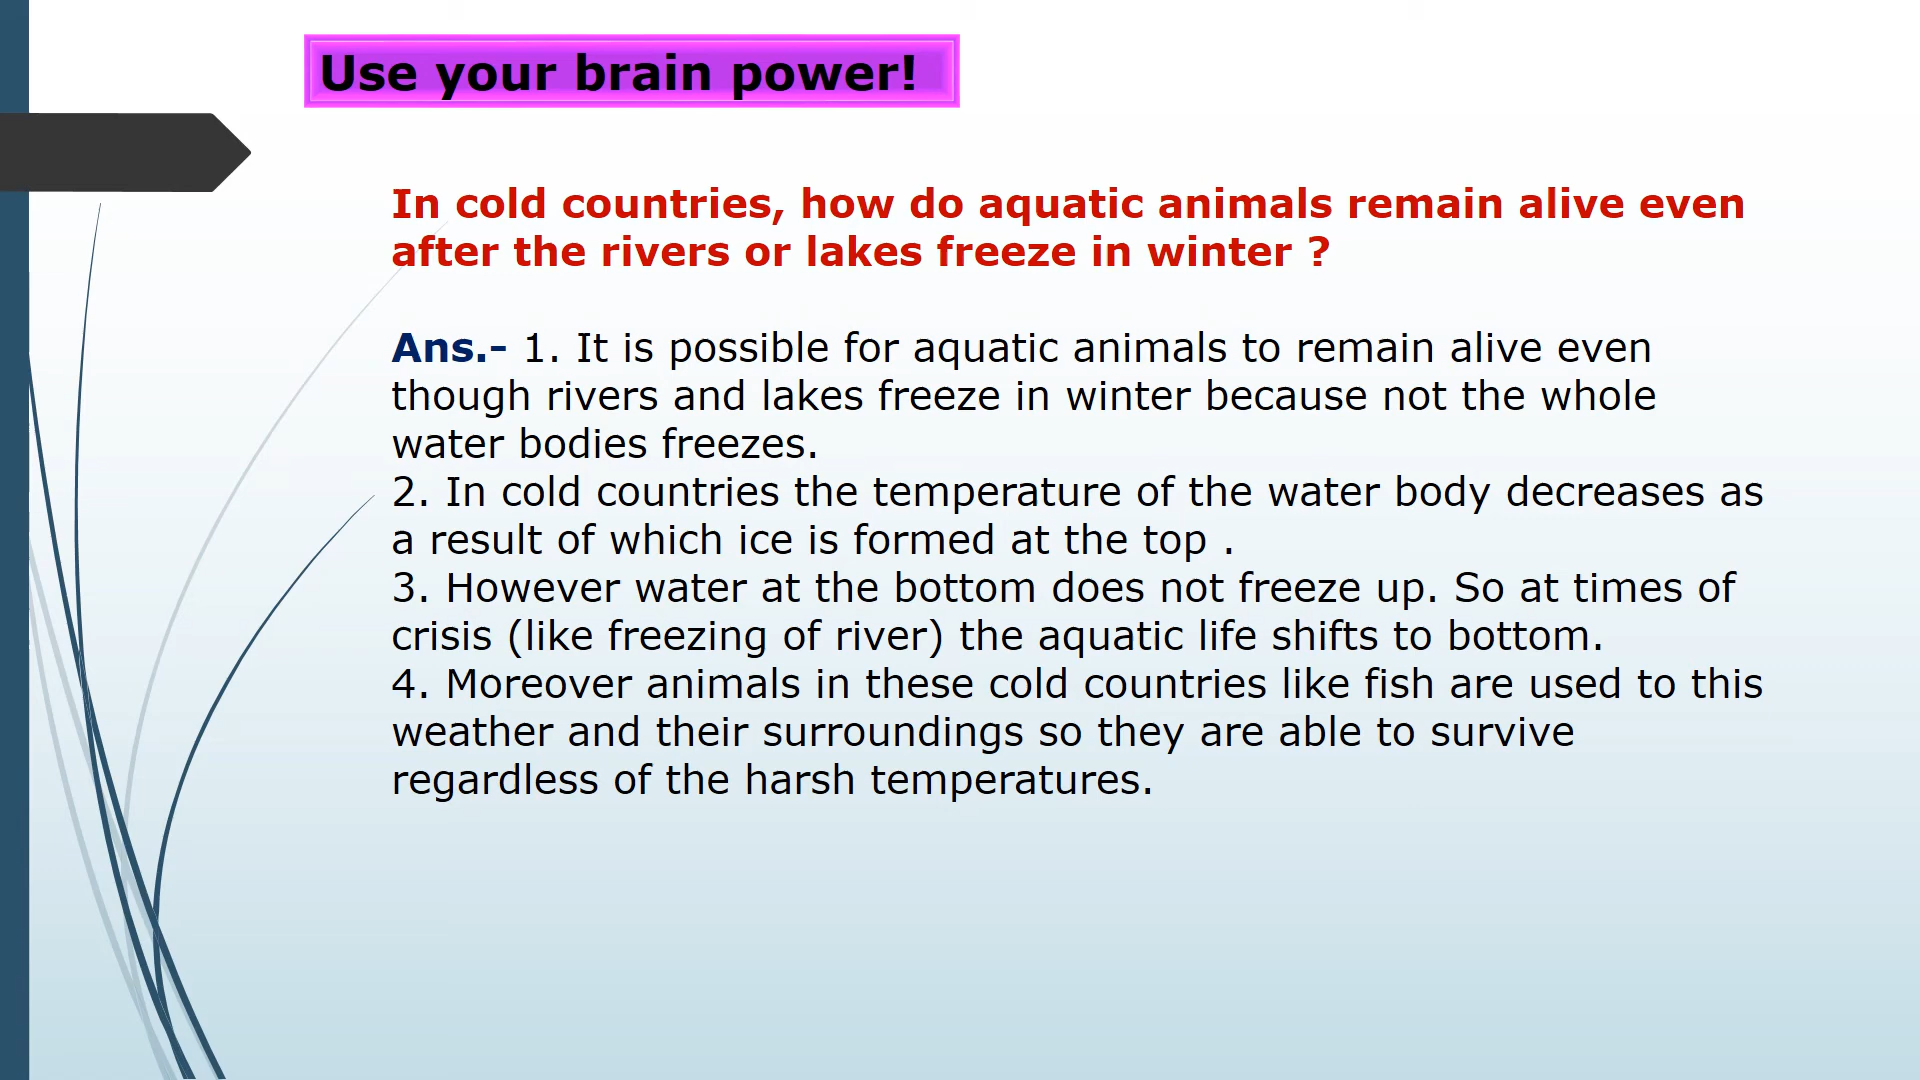 Use your brain power!
In cold countries, how do aquatic animals remain alive even
after the rivers or lakes freeze in winter ?
Ans.- 1. It is possible for aquatic animals to remain alive even
though rivers and lakes freeze in winter because not the whole
water bodies freezes.
2. In cold countries the temperature of the water body decreases as
a result of which ice is formed at the top .
3. However water at the bottom does not freeze up. So at times of
crisis (like freezing of river) the aquatic life shifts to bottom.
4. Moreover animals in these cold countries like fish are used to this
weather and their surroundings so they are able to survive
regardless of the harsh temperatures.